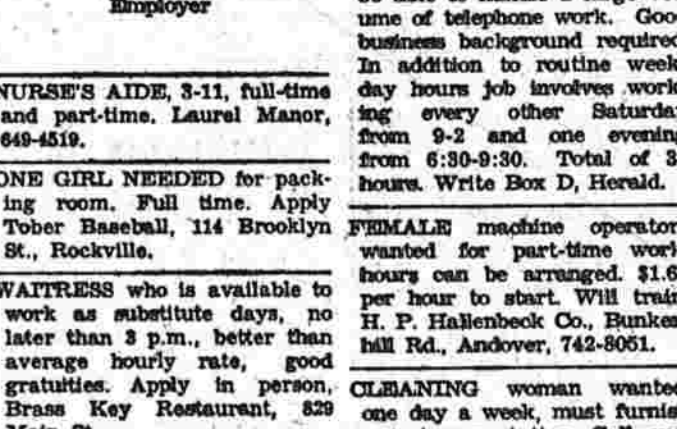 Employer
NURSE'S AIDE, 3-11, full-time
and part-time. Laurel Manor,
649-4519.
ONE GIRL NEEDED for pack-
ing room. Full time. Apply
Tober Baseball, 114 Brooklyn
St., Rockville.
WAITRESS who is available to
work as substitute days, no
later than 3 p.m., better than
average hourly rate, good
gratuities. Apply in person,
Brass Key Restaurant, 829
ume of telephone work. Goo
business background required
In addition to routine week
day hours job involves work
ing every other Saturda
from 9-2 and one evening
from 6:30-9:30. Total of 3
hours. Write Box D, Herald.
FEMALE machine operator
wanted for part-time work
hours can be arranged. $1.6
per hour to start. Will train
H. P. Hallenbeck Co., Bunker
hill Rd., Andover, 742-8051.
CLEANING woman wanted
one day a week, must furnis